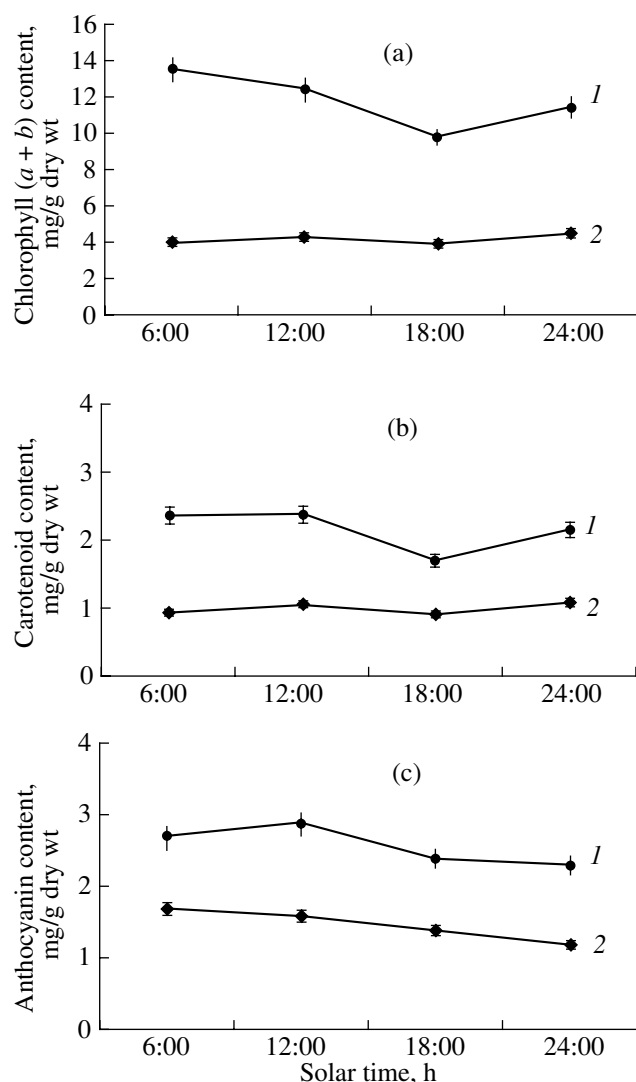 Chlorophyll (a + b) content,
mg/g dry wt
16
14
12
10
8
6
4
2
0
(a)
1
2
6:00 12:00 18:00 24:00
Carotenoid content,
mg/g dry wt
4
3
2
1
0
(b)
1
2
6:00 12:00 18:00 24:00
Anthocyanin content,
mg/g dry wt
4
3
2
1
0
(c)
1
2
6:00 12:00 18:00 24:00
Solar time, h